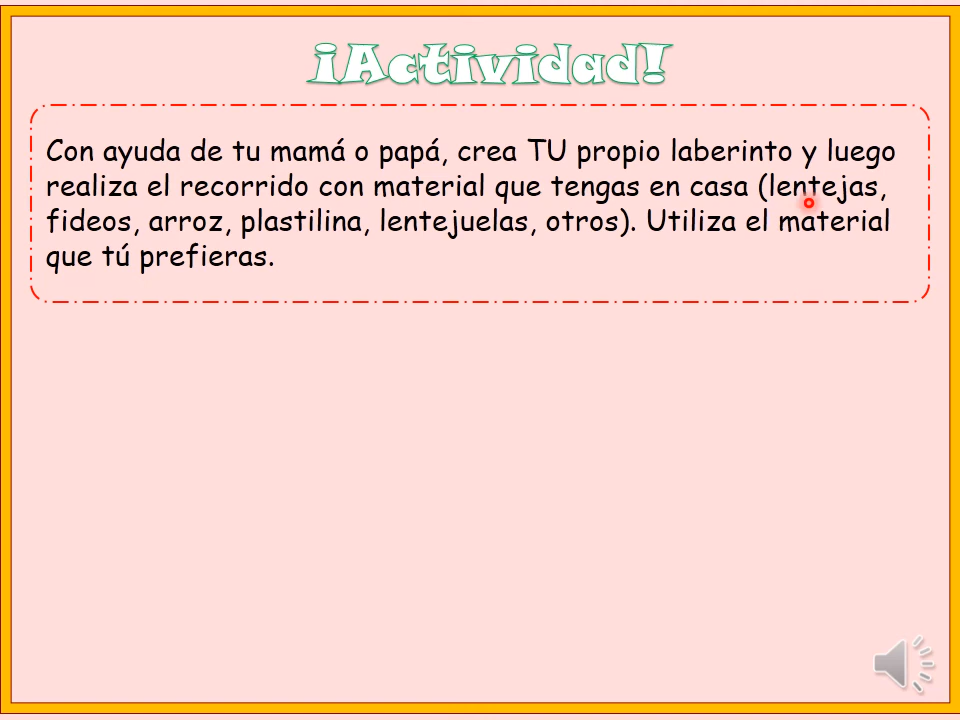 ¡Actividad!
Con ayuda de tu mamá o papá, crea TU propio laberinto y luego
realiza el recorrido con material que tengas en casa (lentejas,
fideos, arroz, plastilina, lentejuelas, otros). Utiliza el material
que tú prefieras.